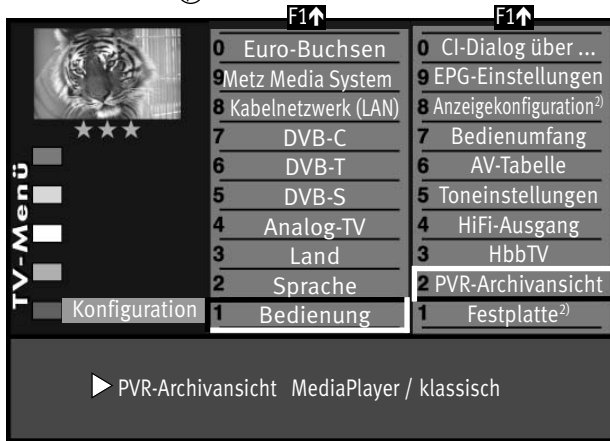 F1↑ F1↑
0 Euro-Buchsen
9 Metz Media System
8 Kabelnetzwerk (LAN)
7 DVB-C
6 DVB-T
5 DVB-S
4 Analog-TV
3 Land
2 Sprache
1 Bedienung
0 CI-Dialog über ...
9 EPG-Einstellungen
8 Anzeigekonfiguration²⁾
7 Bedienumfang
6 AV-Tabelle
5 Toneinstellungen
4 HiFi-Ausgang
3 HbbTV
2 PVR-Archivansicht
1 Festplatte²⁾
TV-Menü
Konfiguration
PVR-Archivansicht MediaPlayer / klassisch